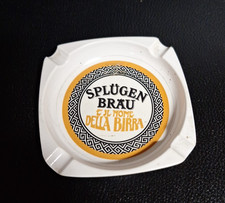 SPLÜGEN
BRÄU
E IL NOME
DELLA BIRRA